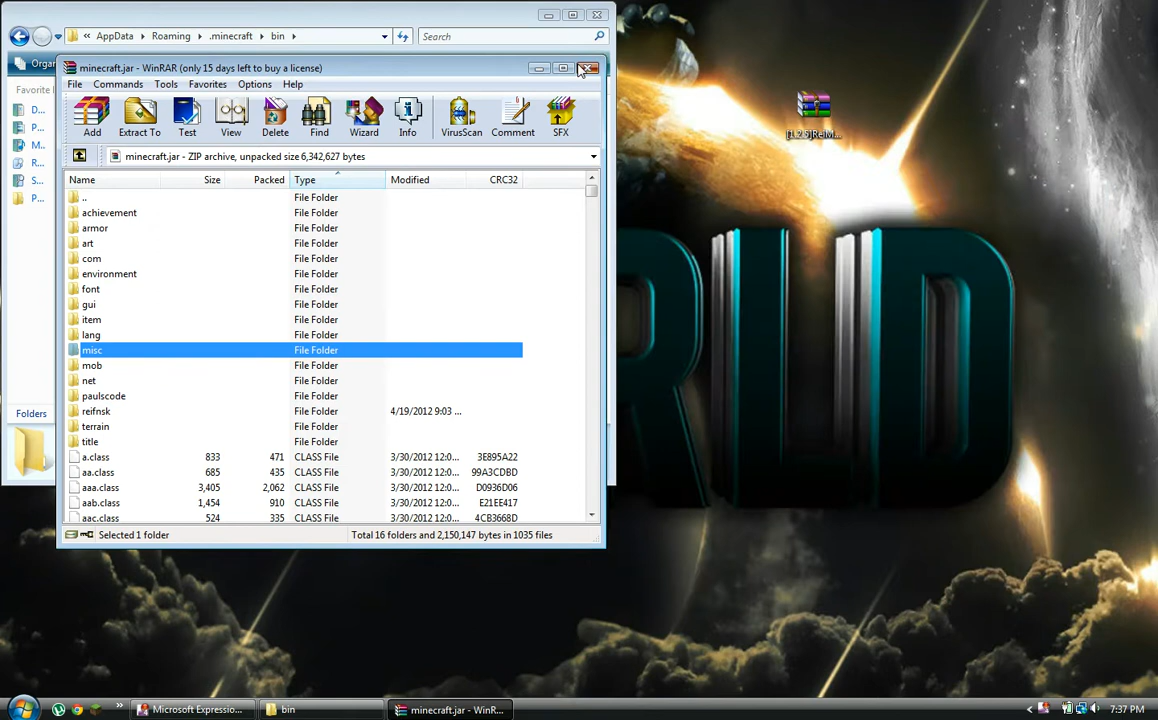 AppData ▸ Roaming ▸ .minecraft ▸ bin ▸
Search
Organ
Favorite
D...
P...
M...
R...
S...
P...
Folders
minecraft.jar - WinRAR (only 15 days left to buy a license)
File Commands Tools Favorites Options Help
Add Extract To Test View Delete Find Wizard Info VirusScan Comment SFX
minecraft.jar - ZIP archive, unpacked size 6,342,627 bytes
Name Size Packed Type Modified CRC32
.. File Folder
achievement File Folder
armor File Folder
art File Folder
com File Folder
environment File Folder
font File Folder
gui File Folder
item File Folder
lang File Folder
misc File Folder
mob File Folder
net File Folder
paulscode File Folder
reifnsk File Folder 4/19/2012 9:03 ...
terrain File Folder
title File Folder
a.class 833 471 CLASS File 3/30/2012 12:0... 3E895A22
aa.class 685 435 CLASS File 3/30/2012 12:0... 99A3CDBD
aaa.class 3,405 2,062 CLASS File 3/30/2012 12:0... D0936D06
aab.class 1,454 910 CLASS File 3/30/2012 12:0... E21EE417
aac.class 524 335 CLASS File 3/30/2012 12:0... 4CB3668D
Selected 1 folder Total 16 folders and 2,150,147 bytes in 1035 files
[1.2.5]ReiM...
RLD
Microsoft Expressio... bin minecraft.jar - WinR... 7:37 PM